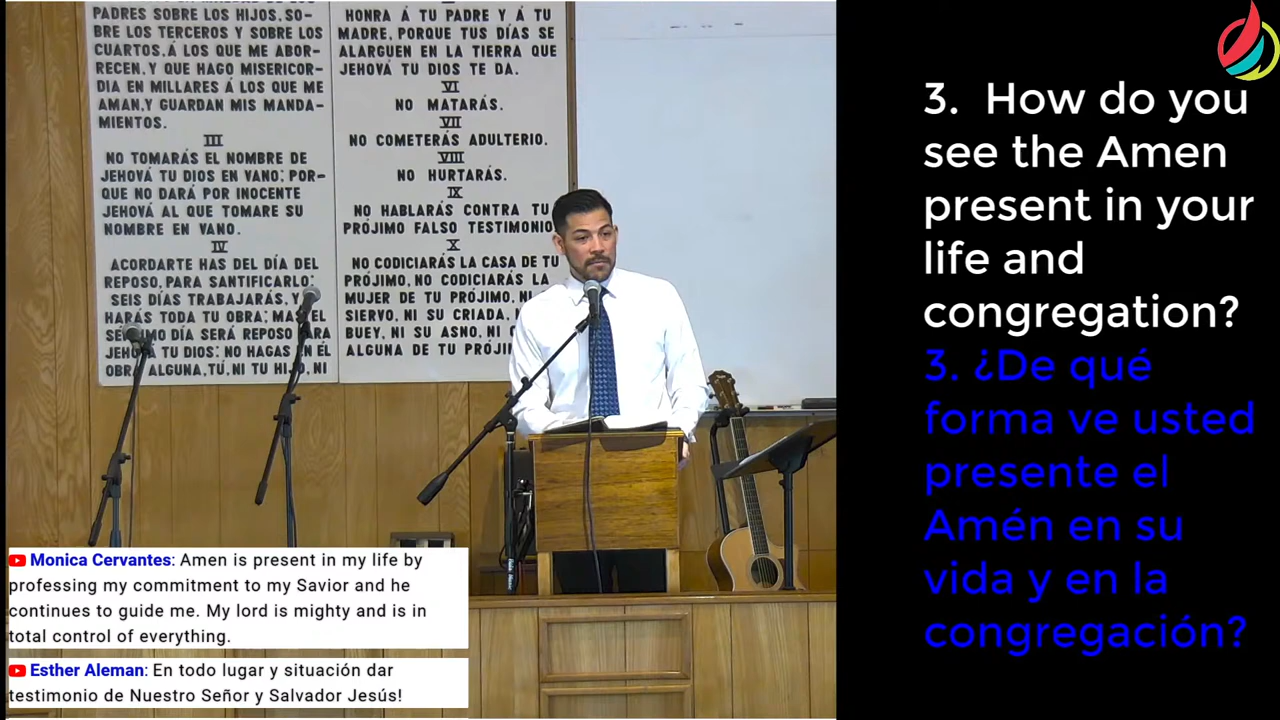 PADRES SOBRE LOS HIJOS, SO-
BRE LOS TERCEROS Y SOBRE LOS
CUARTOS, Á LOS QUE ME ABOR-
RECEN, Y QUE HAGO MISERICOR-
DIA EN MILLARES Á LOS QUE ME
AMAN, Y GUARDAN MIS MANDA-
MIENTOS.
III
NO TOMARÁS EL NOMBRE DE
JEHOVÁ TU DIOS EN VANO; POR-
QUE NO DARÁ POR INOCENTE
JEHOVÁ AL QUE TOMARE SU
NOMBRE EN VANO.
IV
ACORDARTE HAS DEL DÍA DEL
REPOSO, PARA SANTIFICARLO:
SEIS DÍAS TRABAJARÁS, Y
HARÁS TODA TU OBRA; MAS EL
DÍA SERÁ REPOSO PARA
JEHOVÁ TU DIOS: NO HAGAS EN ÉL
OBRA ALGUNA, TÚ, NI TU HIJO, NI
HONRA Á TU PADRE Y Á TU
MADRE, PORQUE TUS DÍAS SE
ALARGUEN EN LA TIERRA QUE
JEHOVÁ TU DIOS TE DA.
VI
NO MATARÁS.
VII
NO COMETERÁS ADULTERIO.
VIII
NO HURTARÁS.
IX
NO HABLARÁS CONTRA TU
PRÓJIMO FALSO TESTIMONIO
X
NO CODICIARÁS LA CASA DE TU
PRÓJIMO, NO CODICIARÁS LA
MUJER DE TU PRÓJIMO, NI
SIERVO, NI SU CRIADA,
BUEY, NI SU ASNO, NI
ALGUNA DE TU
3. How do you
see the Amen
present in your
life and
congregation?
3. ¿De qué
forma ve usted
presente el
Amén en su
vida y en la
congregación?
Monica Cervantes: Amen is present in my life by
professing my commitment to my Savior and he
continues to guide me. My lord is mighty and is in
total control of everything.
Esther Aleman: En todo lugar y situación dar
testimonio de Nuestro Señor y Salvador Jesús!